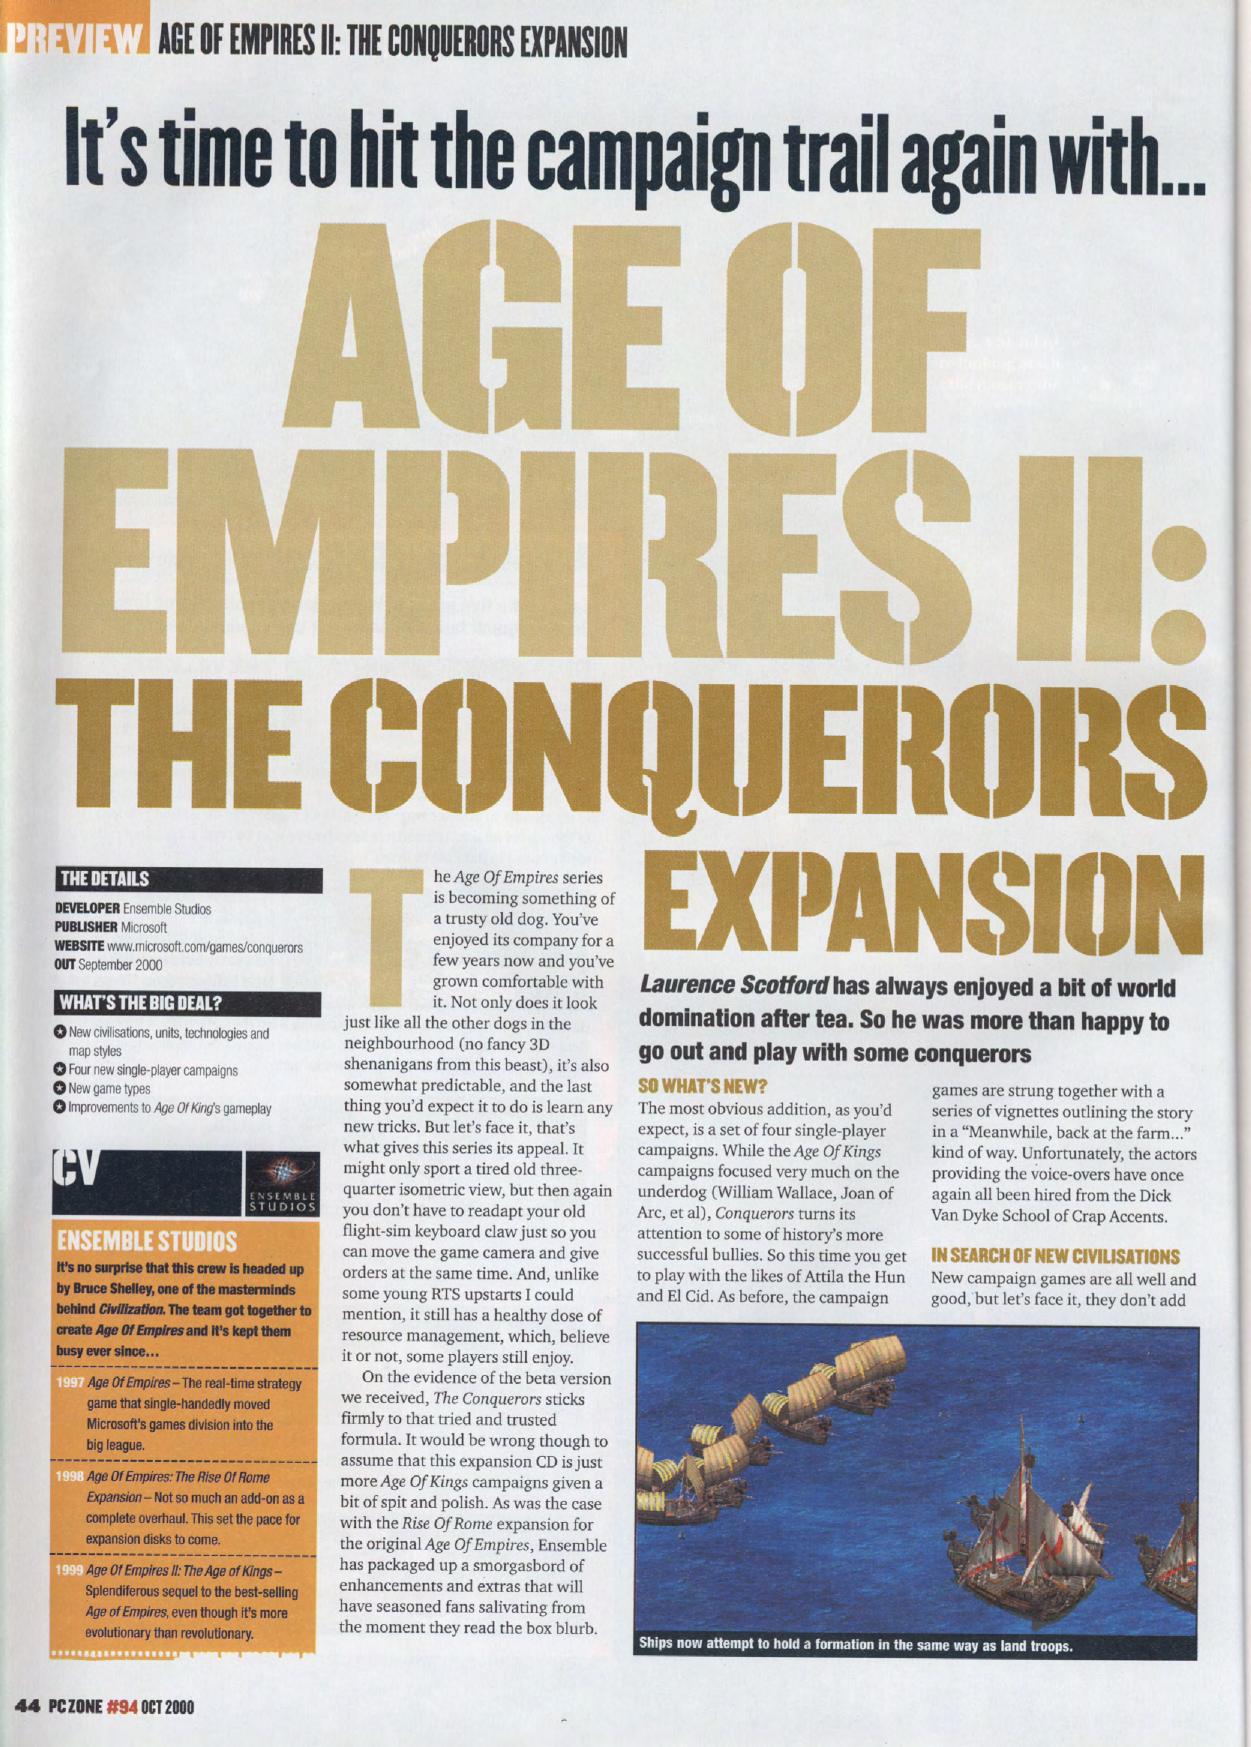 PREVIEW AGE OF EMPIRES II: THE CONQUERORS EXPANSION
It's time to hit the campaign trail again with...
AGE OF
EMPIRES II:
THE CONQUERORS
EXPANSION
THE DETAILS
DEVELOPER Ensemble Studios
PUBLISHER Microsoft
WEBSITE www.microsoft.com/games/conquerors
OUT September 2000
WHAT'S THE BIG DEAL?
New civilisations, units, technologies and
map styles
Four new single-player campaigns
New game types
Improvements to Age Of King's gameplay
CV
ENSEMBLE
STUDIOS
ENSEMBLE STUDIOS
It's no surprise that this crew is headed up
by Bruce Shelley, one of the masterminds
behind Civilization. The team got together to
create Age Of Empires and it's kept them
busy ever since...
1997 Age Of Empires – The real-time strategy
game that single-handedly moved
Microsoft's games division into the
big league.
1998 Age Of Empires: The Rise Of Rome
Expansion – Not so much an add-on as a
complete overhaul. This set the pace for
expansion disks to come.
1999 Age Of Empires II: The Age of Kings –
Splendiferous sequel to the best-selling
Age of Empires, even though it's more
evolutionary than revolutionary.
The Age Of Empires series
is becoming something of
a trusty old dog. You've
enjoyed its company for a
few years now and you've
grown comfortable with
it. Not only does it look
just like all the other dogs in the
neighbourhood (no fancy 3D
shenanigans from this beast), it's also
somewhat predictable, and the last
thing you'd expect it to do is learn any
new tricks. But let's face it, that's
what gives this series its appeal. It
might only sport a tired old three-
quarter isometric view, but then again
you don't have to readapt your old
flight-sim keyboard claw just so you
can move the game camera and give
orders at the same time. And, unlike
some young RTS upstarts I could
mention, it still has a healthy dose of
resource management, which, believe
it or not, some players still enjoy.
On the evidence of the beta version
we received, The Conquerors sticks
firmly to that tried and trusted
formula. It would be wrong though to
assume that this expansion CD is just
more Age Of Kings campaigns given a
bit of spit and polish. As was the case
with the Rise Of Rome expansion for
the original Age Of Empires, Ensemble
has packaged up a smorgasbord of
enhancements and extras that will
have seasoned fans salivating from
the moment they read the box blurb.
Laurence Scotford has always enjoyed a bit of world
domination after tea. So he was more than happy to
go out and play with some conquerors
SO WHAT'S NEW?
The most obvious addition, as you'd
expect, is a set of four single-player
campaigns. While the Age Of Kings
campaigns focused very much on the
underdog (William Wallace, Joan of
Arc, et al), Conquerors turns its
attention to some of history's more
successful bullies. So this time you get
to play with the likes of Attila the Hun
and El Cid. As before, the campaign
games are strung together with a
series of vignettes outlining the story
in a “Meanwhile, back at the farm...”
kind of way. Unfortunately, the actors
providing the voice-overs have once
again all been hired from the Dick
Van Dyke School of Crap Accents.
IN SEARCH OF NEW CIVILISATIONS
New campaign games are all well and
good, but let's face it, they don't add
Ships now attempt to hold a formation in the same way as land troops.
44 PCZONE #94 OCT 2000